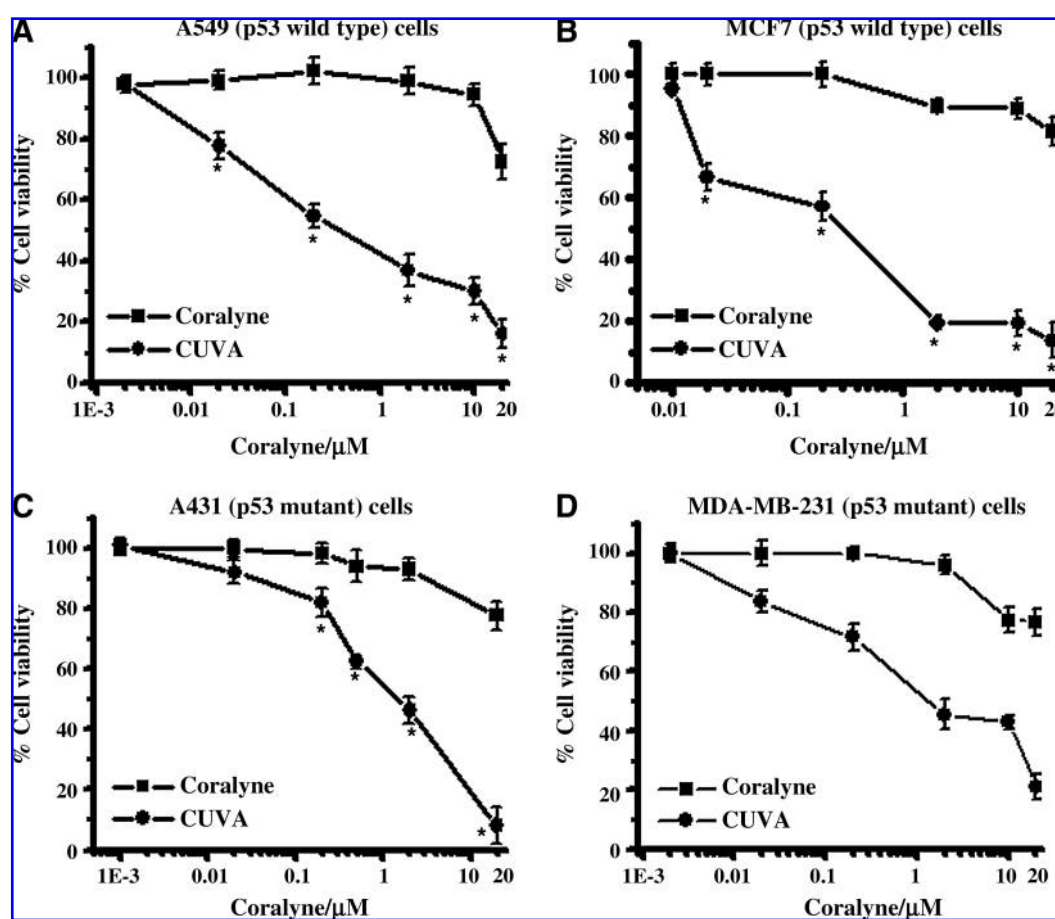 A
A549 (p53 wild type) cells
% Cell viability
100
80
60
40
20
0
*
*
*
*
*
Coralyne
CUVA
1E-3
0.01
0.1
1
10
20
Coralyne/μM
B
MCF7 (p53 wild type) cells
% Cell viability
100
80
60
40
20
0
*
*
*
*
*
Coralyne
CUVA
0.01
0.1
1
10
20
Coralyne/μM
C
A431 (p53 mutant) cells
% Cell viability
100
80
60
40
20
0
*
*
*
*
Coralyne
CUVA
1E-3
0.01
0.1
1
10
20
Coralyne/μM
D
MDA-MB-231 (p53 mutant) cells
% Cell viability
100
80
60
40
20
0
Coralyne
CUVA
1E-3
0.01
0.1
1
10
20
Coralyne/μM